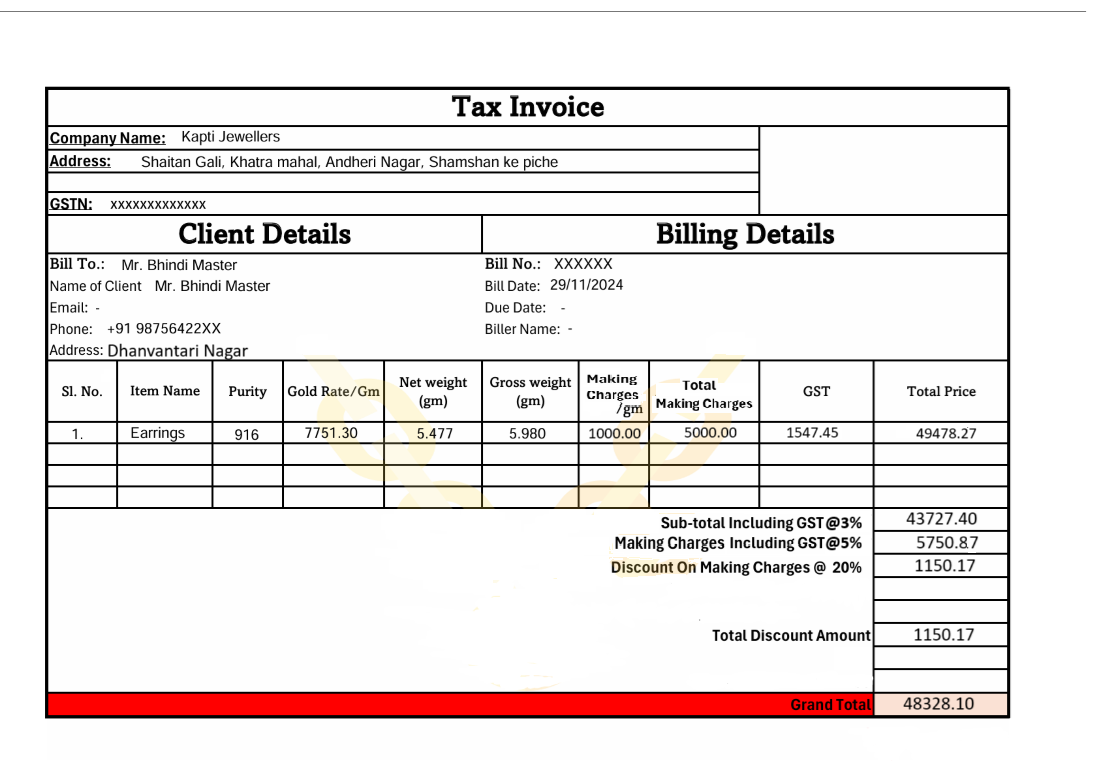 Tax Invoice
Company Name: Kapti Jewellers
Address: Shaitan Gali, Khatra mahal, Andheri Nagar, Shamshan ke piche
GSTN: xxxxxxxxxxxxx
Client Details Billing Details
Bill To.: Mr. Bhindi Master Bill No.: XXXXXX
Name of Client Mr. Bhindi Master Bill Date: 29/11/2024
Email: - Due Date: -
Phone: +91 98756422XX Biller Name: -
Address: Dhanvantari Nagar
Sl. No. Item Name Purity Gold Rate/Gm Net weight (gm) Gross weight (gm) Making Charges /gm Total Making Charges GST Total Price
1. Earrings 916 7751.30 5.477 5.980 1000.00 5000.00 1547.45 49478.27
Sub-total Including GST@3% 43727.40
Making Charges Including GST@5% 5750.87
Discount On Making Charges @ 20% 1150.17
Total Discount Amount 1150.17
Grand Total 48328.10